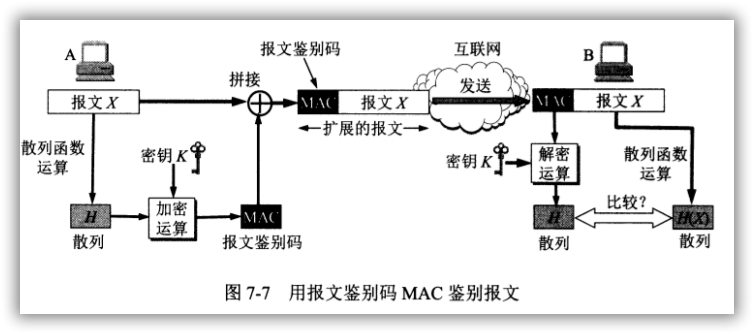 A
报文鉴别码
互联网
B
拼接
发送
报文 X
MAC
报文 X
MAC
报文 X
扩展的报文
散列函数
运算
密钥 K
密钥 K
解密
运算
散列函数
运算
H
加密
运算
MAC
H
比较?
H(X)
散列
报文鉴别码
散列
散列
图 7-7 用报文鉴别码 MAC 鉴别报文